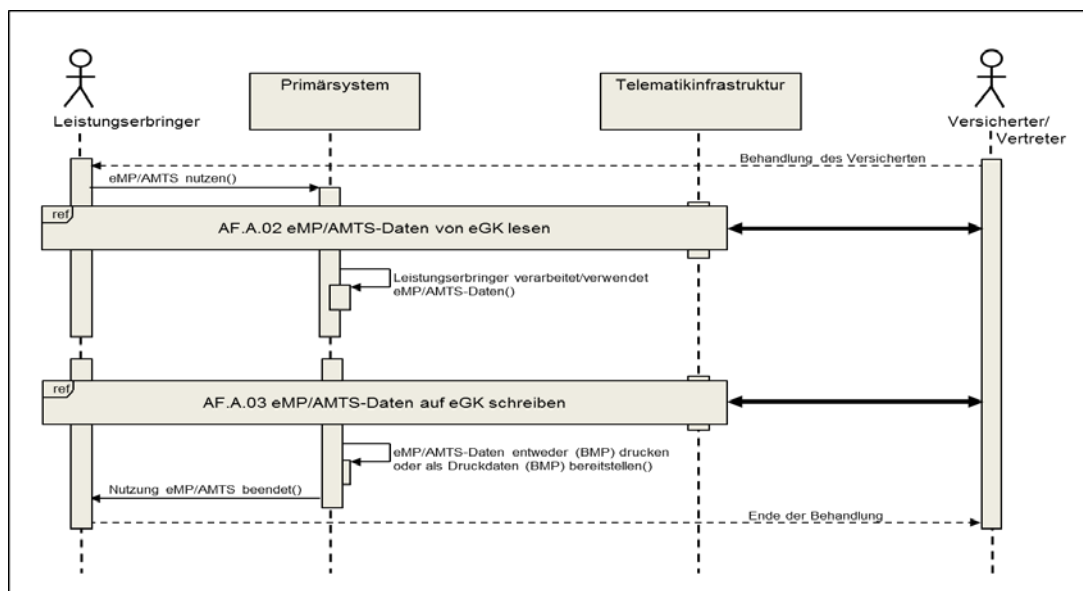 Leistungserbringer
Primärsystem
Telematikinfrastruktur
Versicherter/
Vertreter
Behandlung des Versicherten
eMP/AMTS nutzen()
ref
AF.A.02 eMP/AMTS-Daten von eGK lesen
Leistungserbringer verarbeitet/verwendet
eMP/AMTS-Daten()
ref
AF.A.03 eMP/AMTS-Daten auf eGK schreiben
eMP/AMTS-Daten entweder (BMP) drucken
oder als Druckdaten (BMP) bereitstellen()
Nutzung eMP/AMTS beendet()
Ende der Behandlung